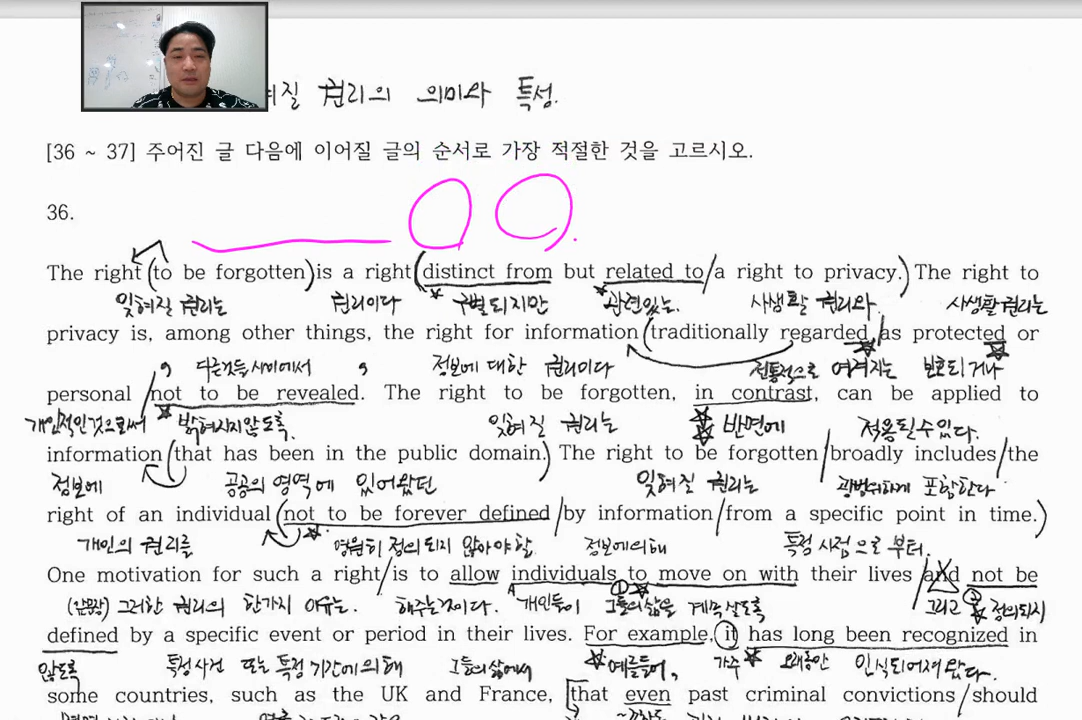 여질 권리의 의미와 특성.
[36 ~ 37] 주어진 글 다음에 이어질 글의 순서로 가장 적절한 것을 고르시오.
36.
The right (to be forgotten) is a right (distinct from but related to / a right to privacy.) The right to
잊혀질 권리는 권리이다 구별되지만 관련있는. 사생활 권리와 사생활 권리는
privacy is, among other things, the right for information (traditionally regarded / as protected or
, 다른것들 사이에서 , 정보에 대한 권리이다 전통적으로 여겨지는 보호되거나
personal / not to be revealed. The right to be forgotten, in contrast, can be applied to
개인적인것으로써 밝혀지지않도록. 잊혀질 권리는 반면에 적용될수있다.
information (that has been in the public domain.) The right to be forgotten / broadly includes / the
정보에 공공의 영역에 있어왔던 잊혀질 권리는 광범위하게 포함한다
right of an individual (not to be forever defined / by information / from a specific point in time.)
개인의 권리를 영원히 정의되지 않아야할. 정보에의해 특정 시점으로 부터.
One motivation for such a right / is to allow individuals to move on with their lives / and not be
그러한 권리의 한가지 이유는. 해주는것이다. 개인들이 ① 그들의삶을 계속살도록 그리고 ② 정의되지
defined by a specific event or period in their lives. For example, it has long been recognized in
않도록 특정사건 또는 특정기간에의해 그들의 삶에서 예를들어, 가주 오래동안 인식되어져왔다.
some countries, such as the UK and France, [that even past criminal convictions / should